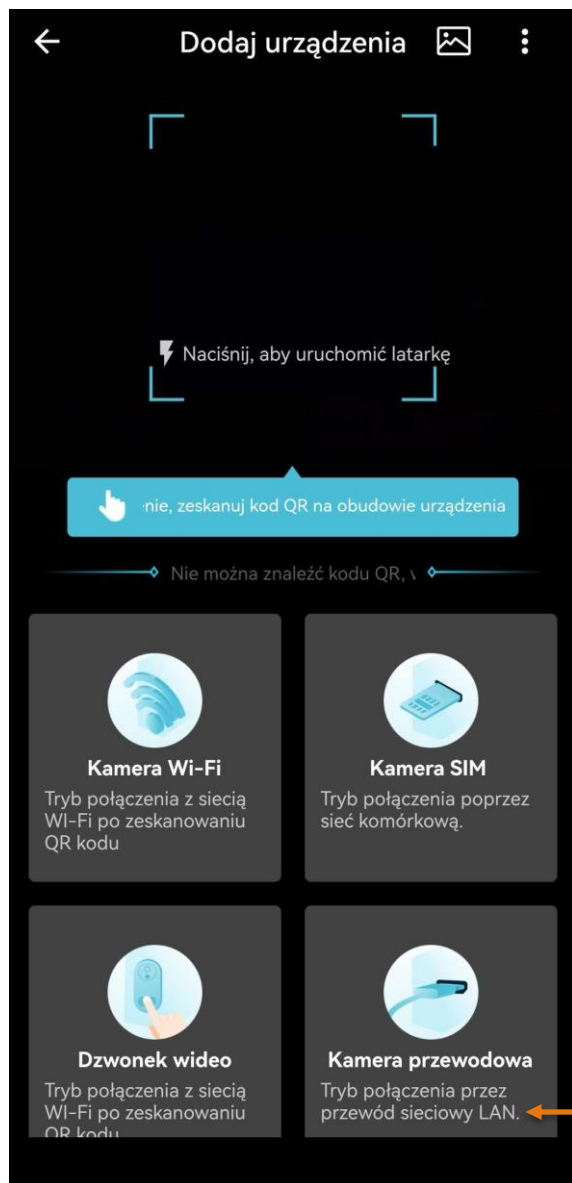 Dodaj urządzenia
Naciśnij, aby uruchomić latarkę
nie, zeskanuj kod QR na obudowie urządzenia
Nie można znaleźć kodu QR,
Kamera Wi-Fi
Tryb połączenia z siecią
WI-Fi po zeskanowaniu
QR kodu
Kamera SIM
Tryb połączenia poprzez
sieć komórkową.
Dzwonek wideo
Tryb połączenia z siecią
WI-Fi po zeskanowaniu
QR kodu
Kamera przewodowa
Tryb połączenia przez
przewód sieciowy LAN.